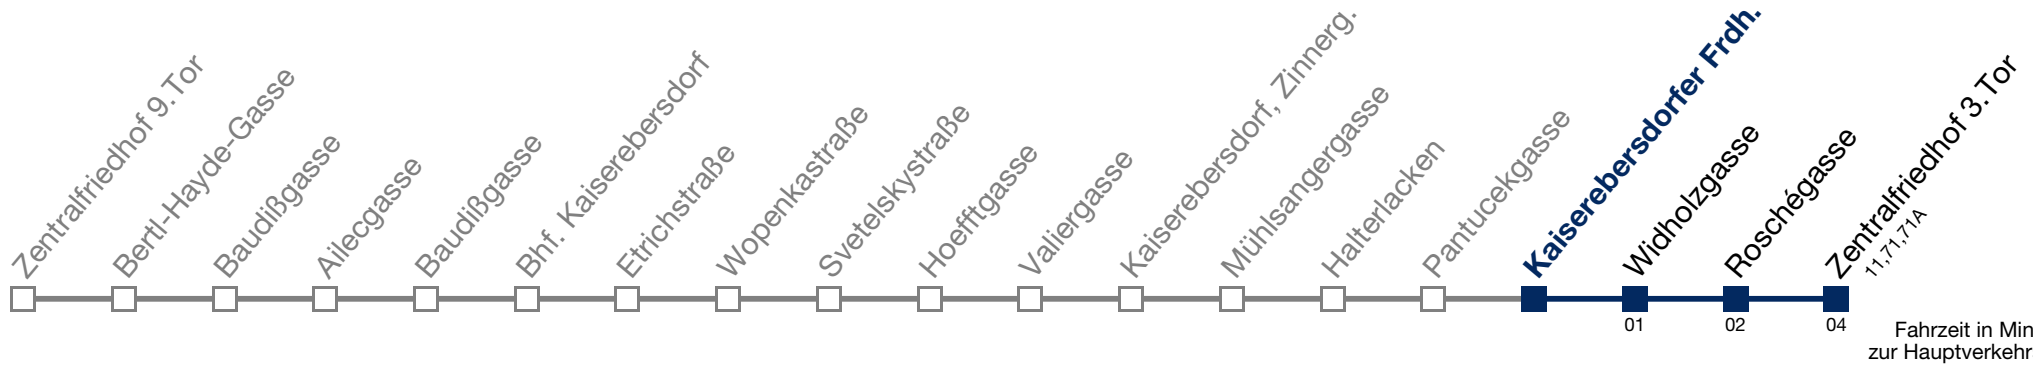 Zentralfriedhof 9.Tor
Bertl-Hayde-Gasse
Baudißgasse
Ailecgasse
Baudißgasse
Bhf. Kaiserebersdorf
Etrichstraße
Wopenkastraße
Svetelskystraße
Hoefftgasse
Valiergasse
Kaiserebersdorf, Zinnerg.
Mühlsangergasse
Halterlacken
Pantucekgasse
Kaiserebersdorfer Frdh.
Widholzgasse
Roschégasse
Zentralfriedhof 3.Tor
11,71,71A
01
02
04
Fahrzeit in Min
zur Hauptverkehr